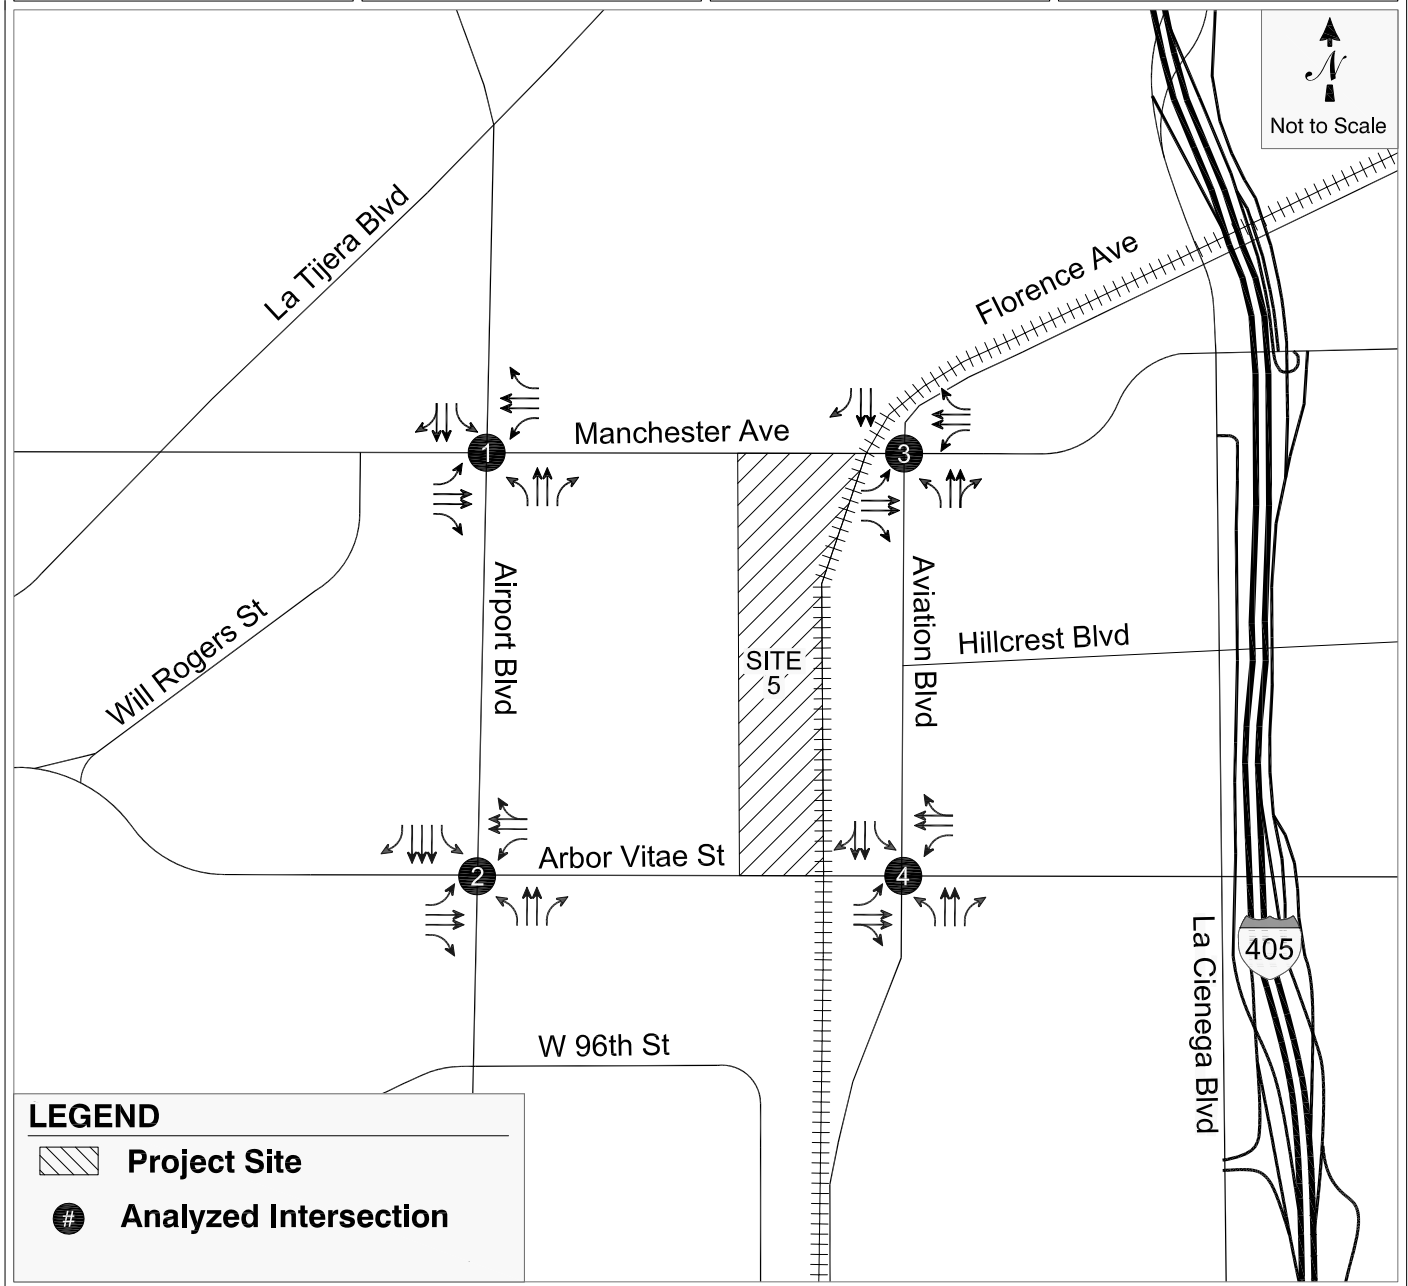 N
Not to Scale
La Tijera Blvd
Florence Ave
Manchester Ave
1
3
Airport Blvd
Aviation Blvd
Will Rogers St
Hillcrest Blvd
SITE
5
Arbor Vitae St
2
4
La Cienega Blvd
405
W 96th St
LEGEND
Project Site
# Analyzed Intersection